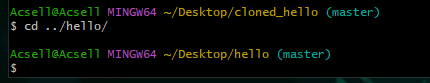 Acsell@Acsell MINGW64 ~/Desktop/cloned_hello (master)
$ cd ../hello/
Acsell@Acsell MINGW64 ~/Desktop/hello (master)
$